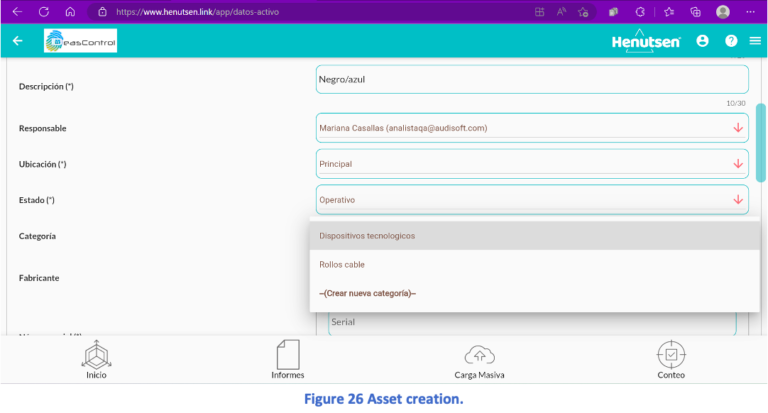 https://www.henutsen.link/app/datos-activo
easControl
Henutsen
Descripción (*)
Negro/azul
10/30
Responsable
Mariana Casallas (analistaqa@audisoft.com)
Ubicación (*)
Principal
Estado (*)
Operativo
Categoría
Dispositivos tecnologicos
Rollos cable
Fabricante
--(Crear nueva categoría)--
Serial
Inicio
Informes
Carga Masiva
Conteo
Figure 26 Asset creation.